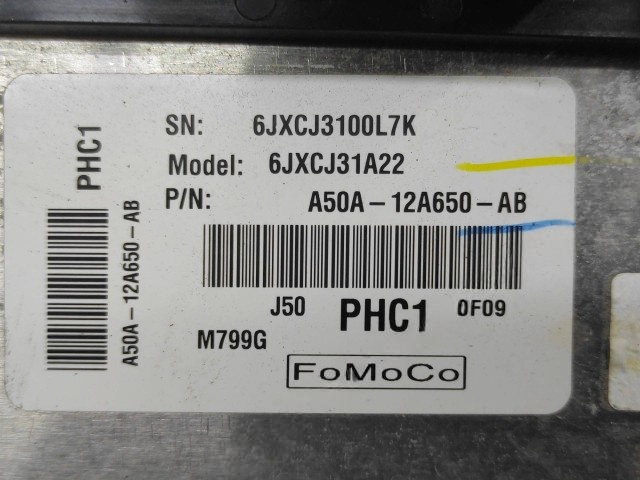 PHC1
A50A-12A650-AB
SN: 6JXCJ3100L7K
Model: 6JXCJ31A22
P/N: A50A-12A650-AB
J50 PHC1 0F09
M799G
FoMoCo